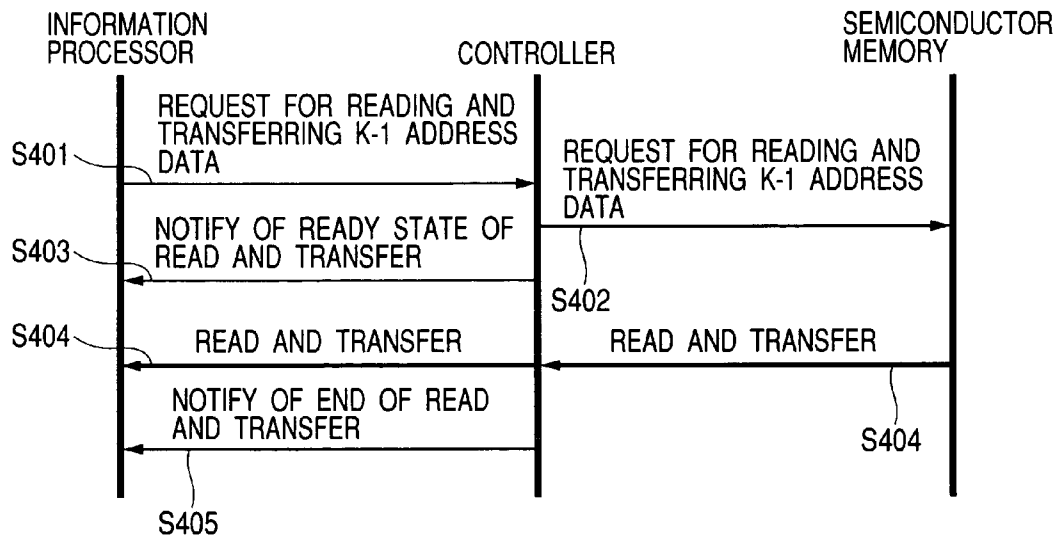 INFORMATION
PROCESSOR
CONTROLLER
SEMICONDUCTOR
MEMORY
REQUEST FOR READING AND
TRANSFERRING K-1 ADDRESS
DATA
S401
REQUEST FOR READING AND
TRANSFERRING K-1 ADDRESS
DATA
NOTIFY OF READY STATE OF
READ AND TRANSFER
S403
S402
S404
READ AND TRANSFER
READ AND TRANSFER
NOTIFY OF END OF READ
AND TRANSFER
S404
S405